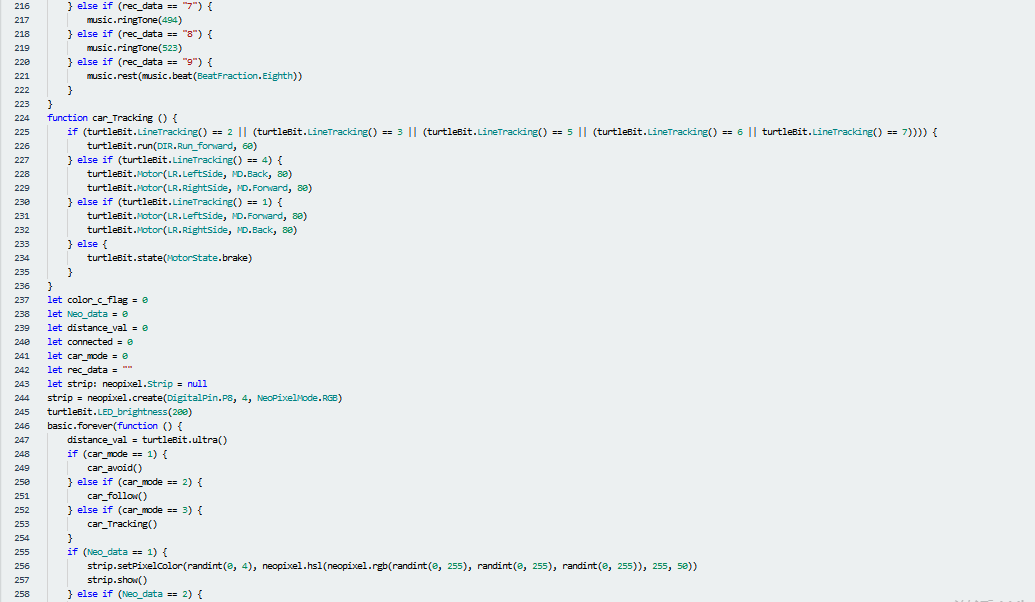 216 } else if (rec_data == "7") {
217 music.ringTone(494)
218 } else if (rec_data == "8") {
219 music.ringTone(523)
220 } else if (rec_data == "9") {
221 music.rest(music.beat(BeatFraction.Eighth))
222 }
223 }
224 function car_Tracking () {
225 if (turtleBit.LineTracking() == 2 || (turtleBit.LineTracking() == 3 || (turtleBit.LineTracking() == 5 || (turtleBit.LineTracking() == 6 || turtleBit.LineTracking() == 7)))) {
226 turtleBit.run(DIR.Run_forward, 60)
227 } else if (turtleBit.LineTracking() == 4) {
228 turtleBit.Motor(LR.LeftSide, MD.Back, 80)
229 turtleBit.Motor(LR.RightSide, MD.Forward, 80)
230 } else if (turtleBit.LineTracking() == 1) {
231 turtleBit.Motor(LR.LeftSide, MD.Forward, 80)
232 turtleBit.Motor(LR.RightSide, MD.Back, 80)
233 } else {
234 turtleBit.state(MotorState.brake)
235 }
236 }
237 let color_c_flag = 0
238 let Neo_data = 0
239 let distance_val = 0
240 let connected = 0
241 let car_mode = 0
242 let rec_data = ""
243 let strip: neopixel.Strip = null
244 strip = neopixel.create(DigitalPin.P8, 4, NeoPixelMode.RGB)
245 turtleBit.LED_brightness(200)
246 basic.forever(function () {
247 distance_val = turtleBit.ultra()
248 if (car_mode == 1) {
249 car_avoid()
250 } else if (car_mode == 2) {
251 car_follow()
252 } else if (car_mode == 3) {
253 car_Tracking()
254 }
255 if (Neo_data == 1) {
256 strip.setPixelColor(randint(0, 4), neopixel.hsl(neopixel.rgb(randint(0, 255), randint(0, 255), randint(0, 255)), 255, 50))
257 strip.show()
258 } else if (Neo_data == 2) {